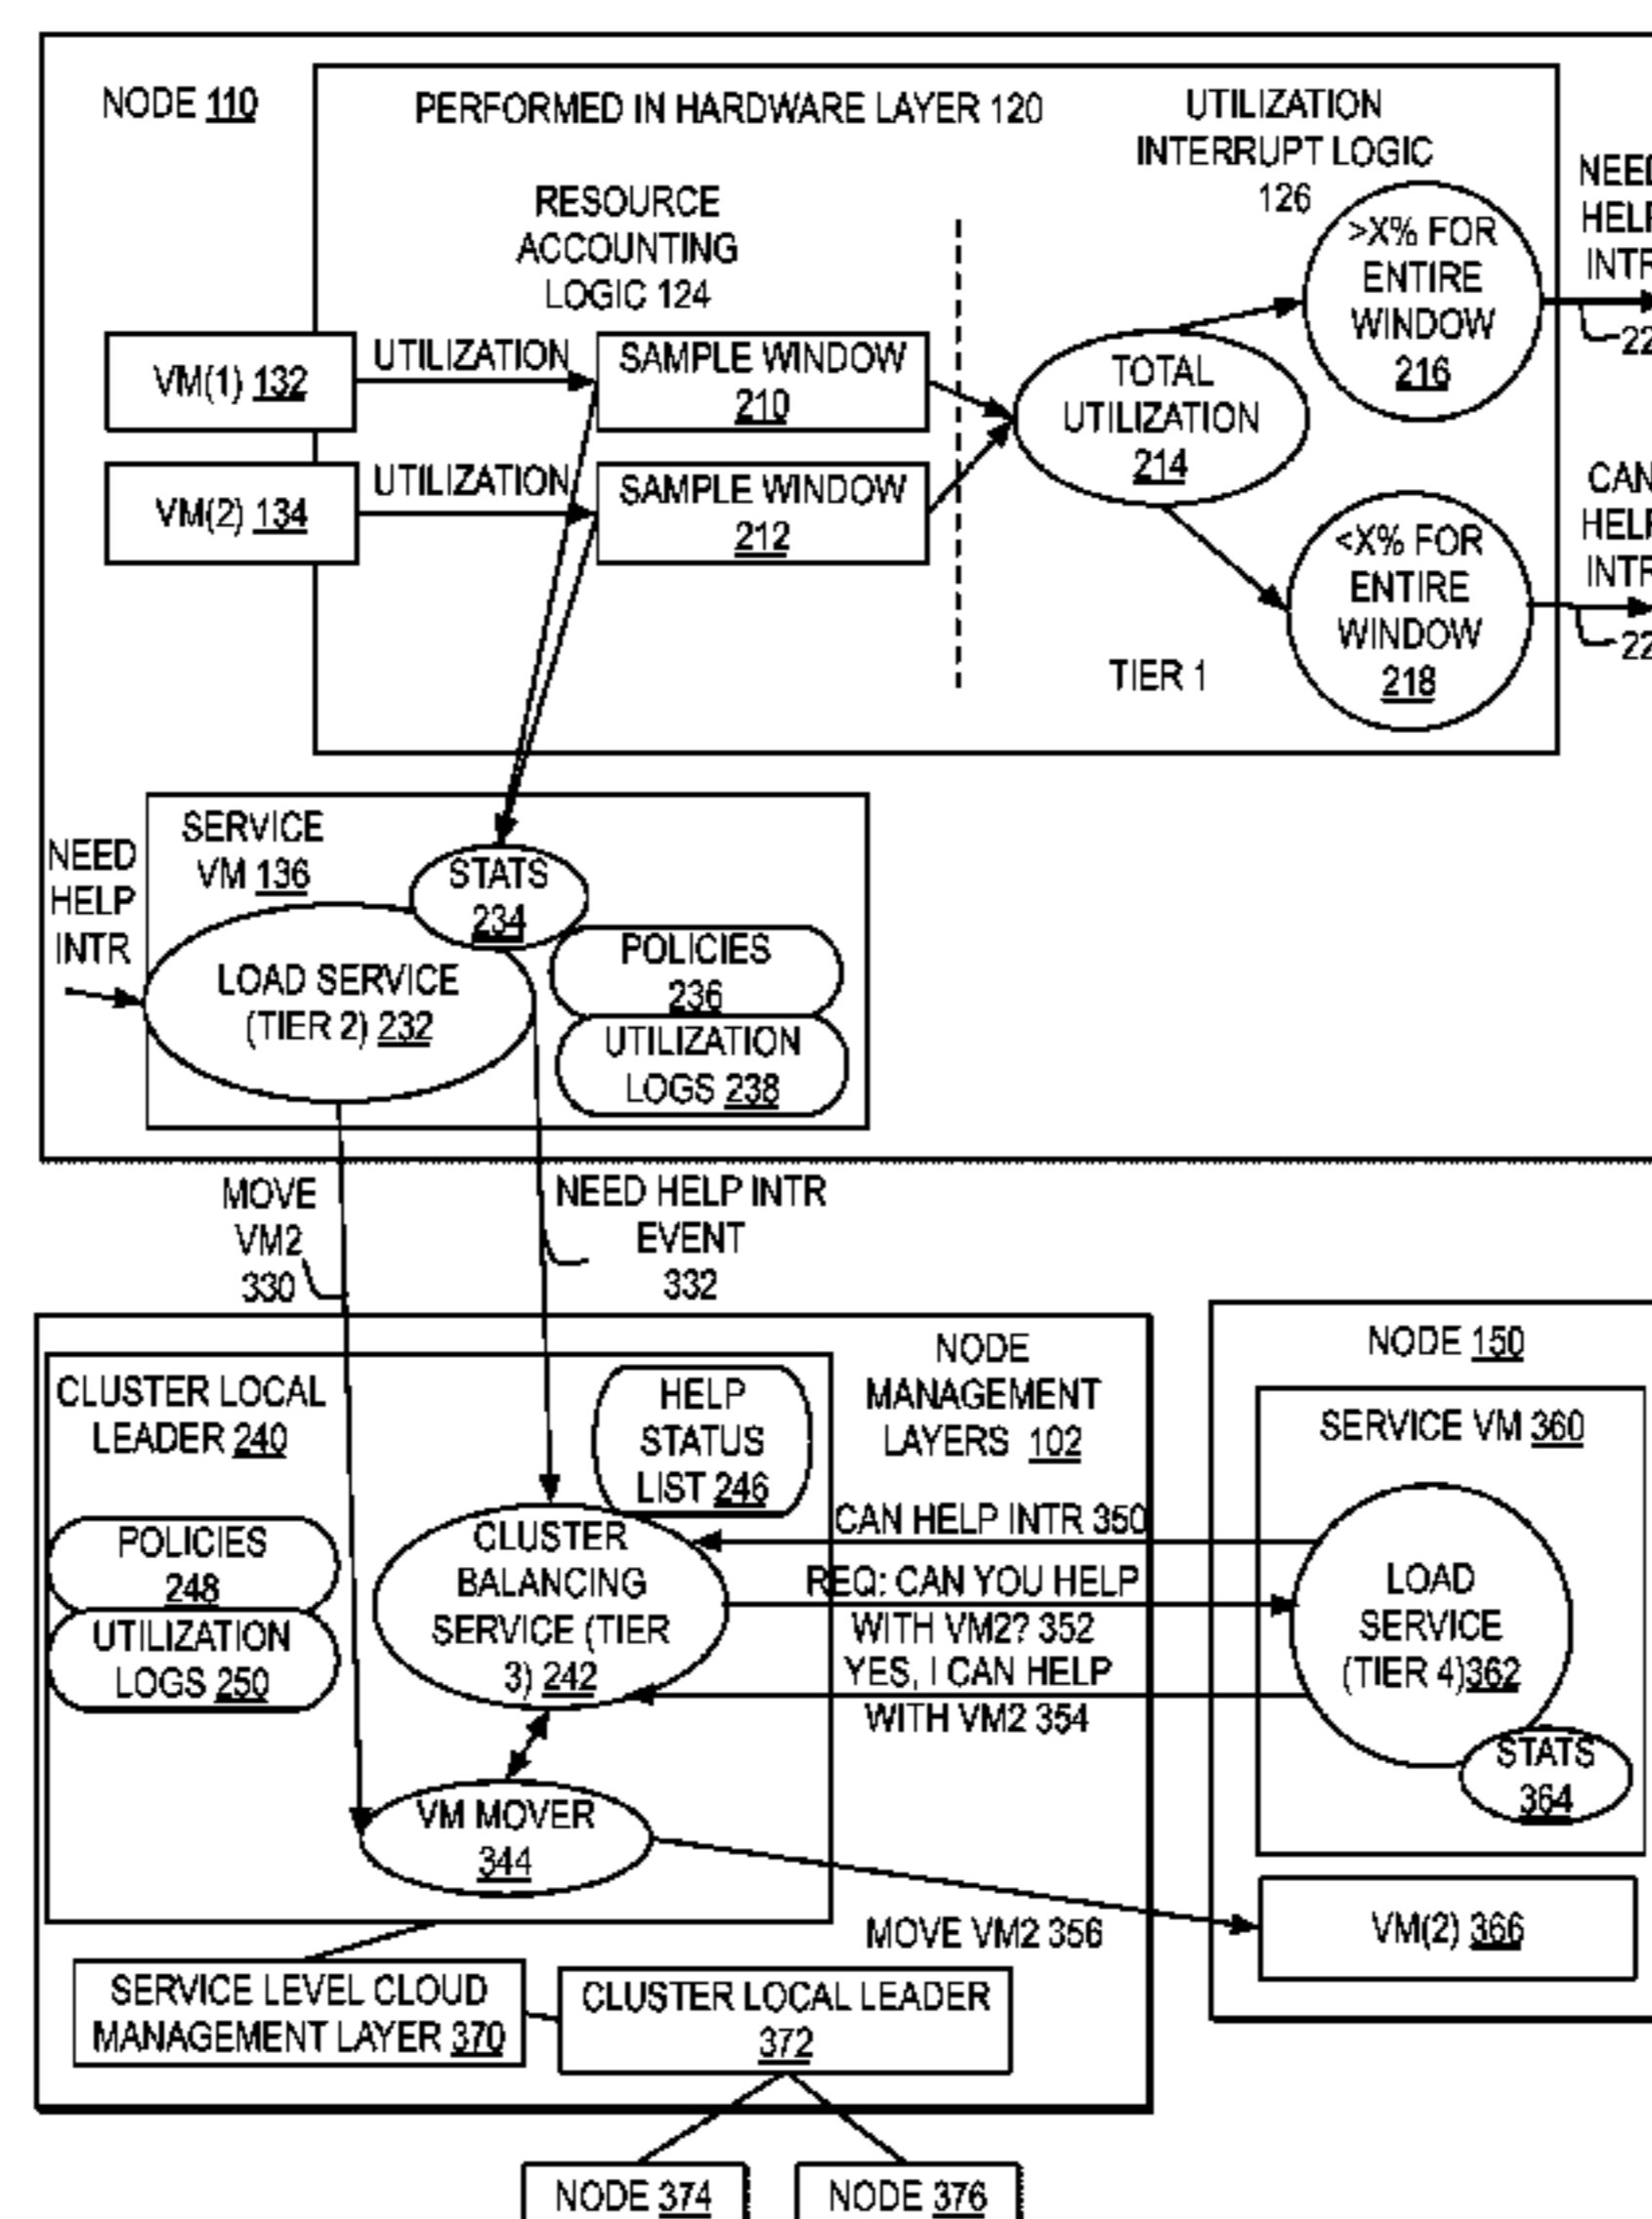 NODE 110
PERFORMED IN HARDWARE LAYER 120
UTILIZATION
INTERRUPT LOGIC
126
RESOURCE
ACCOUNTING
LOGIC 124
>X% FOR
ENTIRE
WINDOW
216
HELP
INTR
VM(1) 132
UTILIZATION
SAMPLE WINDOW
210
TOTAL
UTILIZATION
214
VM(2) 134
UTILIZATION
SAMPLE WINDOW
212
<X% FOR
ENTIRE
WINDOW
218
CAN
HELP
INTR
TIER 1
SERVICE
VM 136
NEED
HELP
INTR
STATS
234
LOAD SERVICE
(TIER 2) 232
POLICIES
236
UTILIZATION
LOGS 238
MOVE
VM2
330
NEED HELP INTR
EVENT
332
CLUSTER LOCAL
LEADER 240
HELP
STATUS
LIST 246
NODE
MANAGEMENT
LAYERS 102
NODE 150
SERVICE VM 360
POLICIES
248
UTILIZATION
LOGS 250
CLUSTER
BALANCING
SERVICE (TIER
3) 242
CAN HELP INTR 350
REQ: CAN YOU HELP
WITH VM2? 352
YES, I CAN HELP
WITH VM2 354
LOAD
SERVICE
(TIER 4)362
STATS
364
VM MOVER
344
MOVE VM2 356
VM(2) 366
SERVICE LEVEL CLOUD
MANAGEMENT LAYER 370
CLUSTER LOCAL LEADER
372
NODE 374
NODE 376